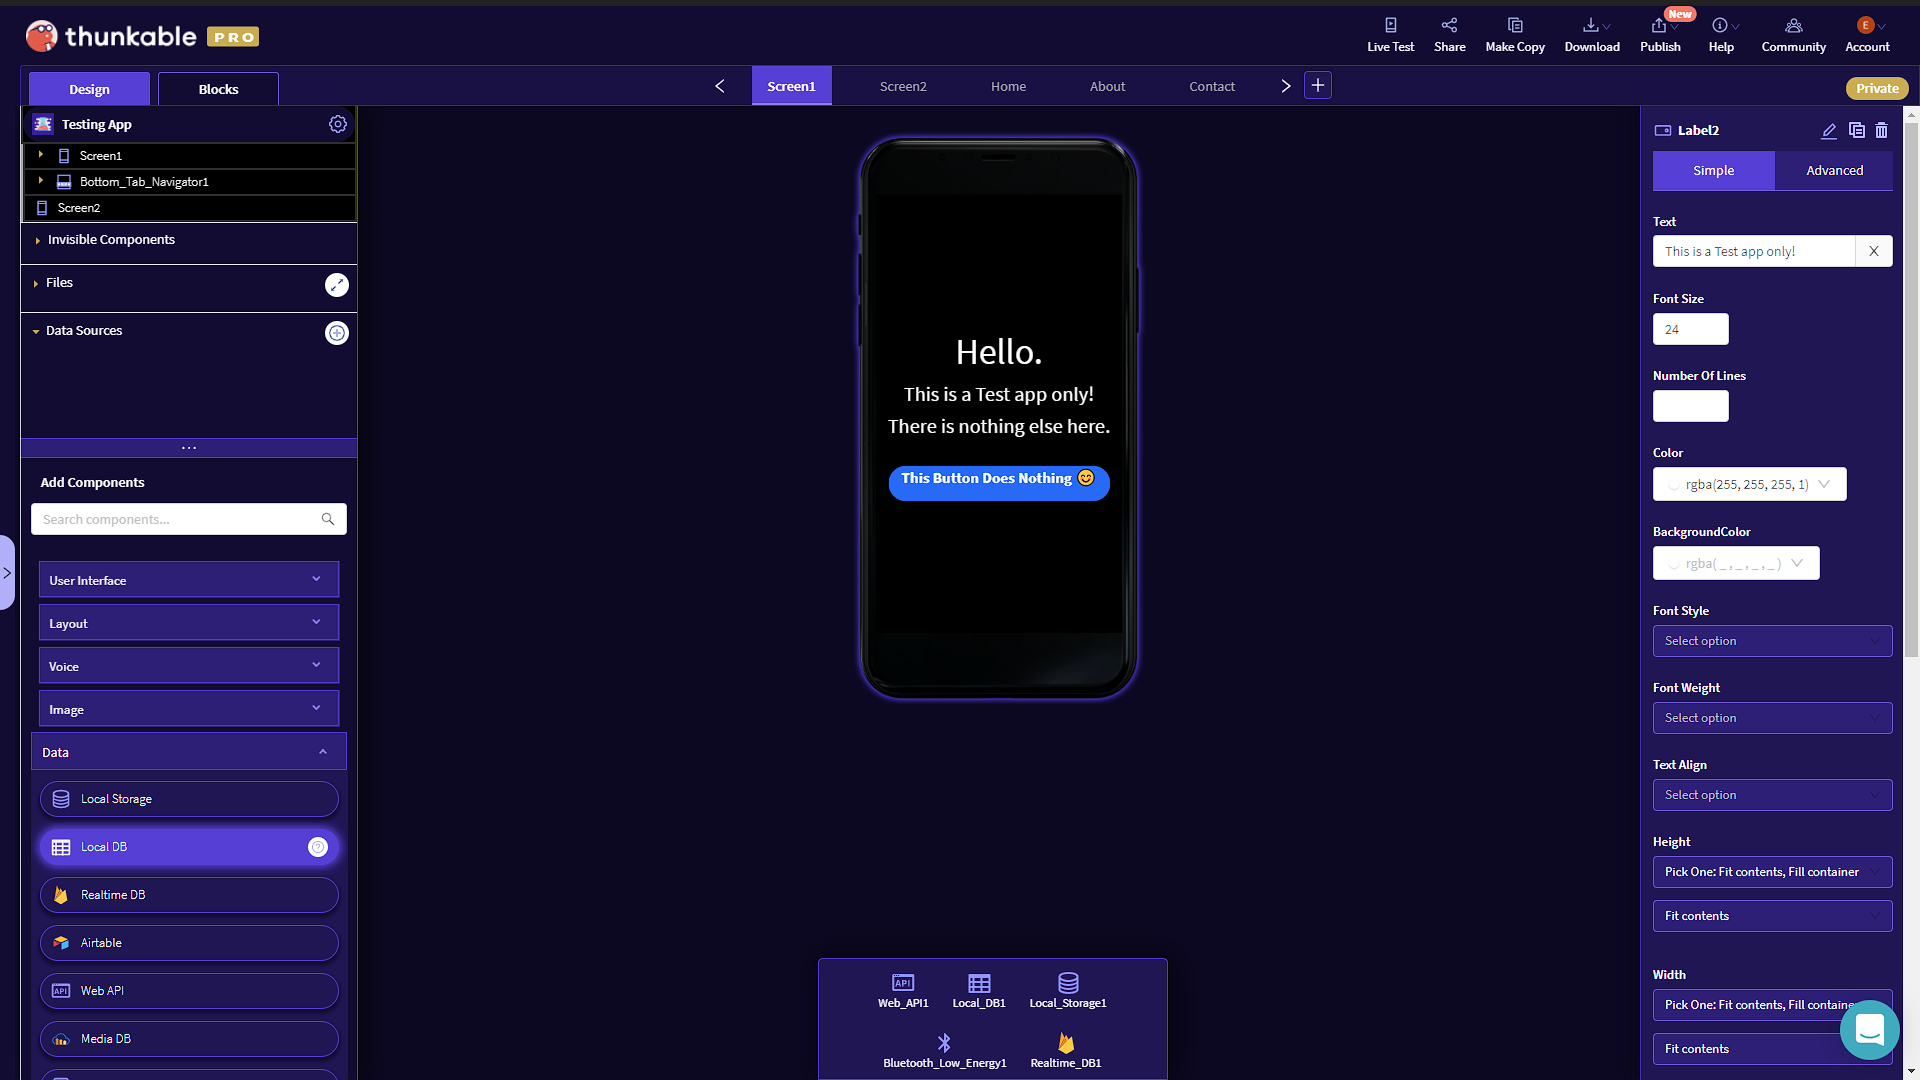 thunkable PRO
Live Test
Share
Make Copy
Download
New
Publish
Help
Community
E
Account
Design
Blocks
Screen1
Screen2
Home
About
Contact
Private
Testing App
Screen1
Bottom_Tab_Navigator1
Screen2
Invisible Components
Files
Data Sources
Add Components
Search components...
User Interface
Layout
Voice
Image
Data
Local Storage
Local DB
Realtime DB
Airtable
API Web API
Media DB
Hello.
This is a Test app only!
There is nothing else here.
This Button Does Nothing 😊
API
Web_API1
Local_DB1
Local_Storage1
Bluetooth_Low_Energy1
Realtime_DB1
Label2
Simple
Advanced
Text
This is a Test app only!
X
Font Size
24
Number Of Lines
Color
rgba(255, 255, 255, 1)
BackgroundColor
rgba( _ , _ , _ , _ )
Font Style
Select option
Font Weight
Select option
Text Align
Select option
Height
Pick One: Fit contents, Fill container
Fit contents
Width
Pick One: Fit contents, Fill containe
Fit contents